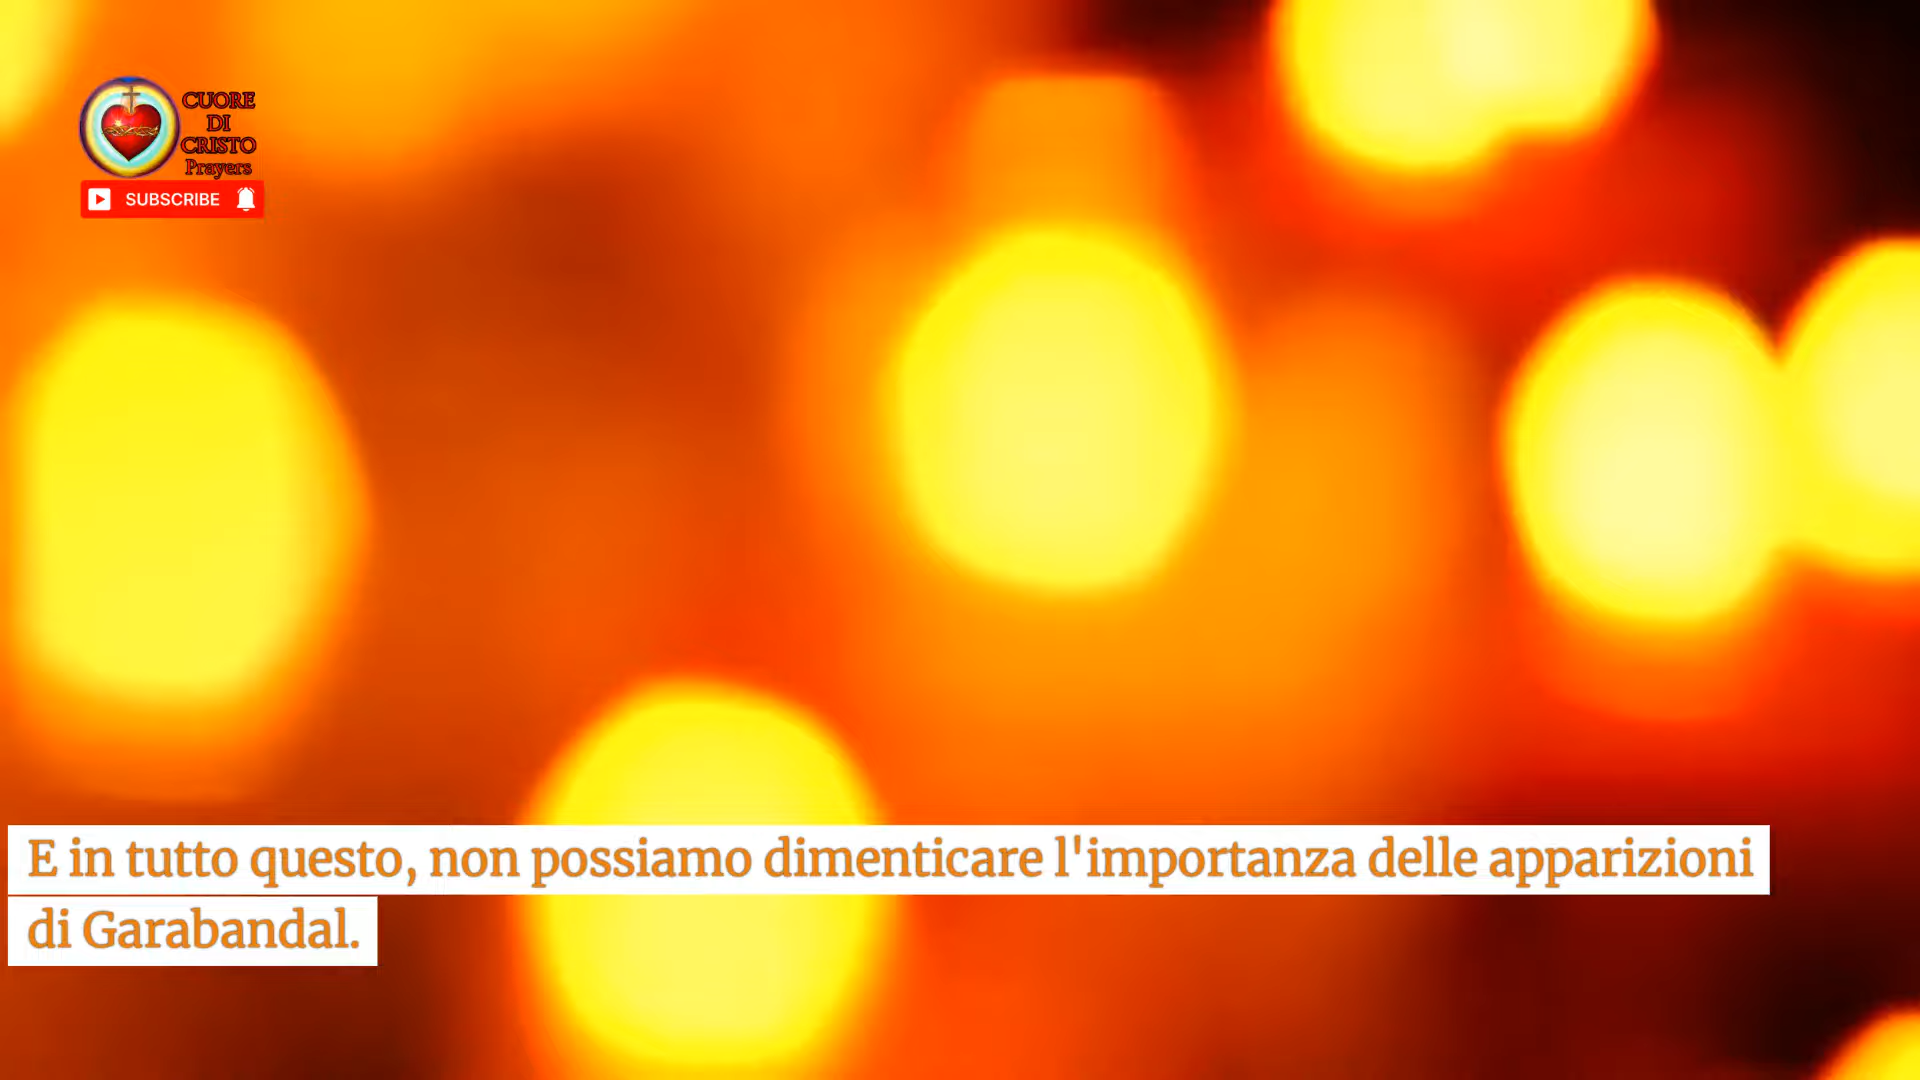 CUORE
DI
CRISTO
Prayers
SUBSCRIBE
E in tutto questo, non possiamo dimenticare l'importanza delle apparizioni
di Garabandal.